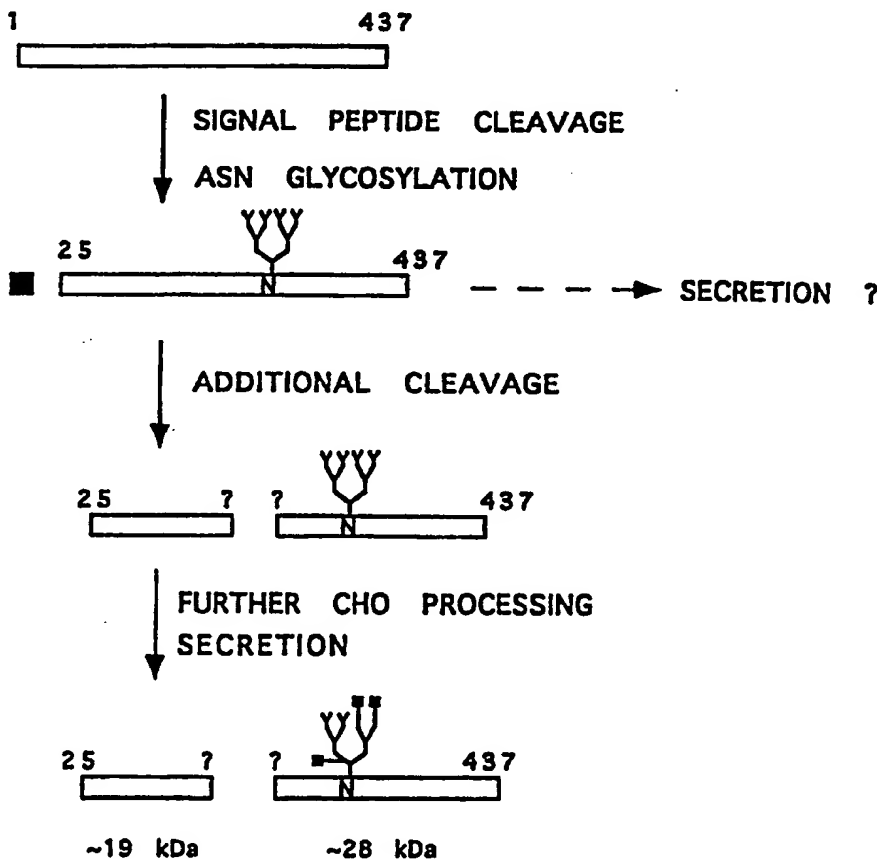 1 437
SIGNAL PEPTIDE CLEAVAGE
ASN GLYCOSYLATION
25 437
N
SECRETION ?
ADDITIONAL CLEAVAGE
25 ? ? 437
N
FURTHER CHO PROCESSING
SECRETION
25 ? ? 437
N
~19 kDa ~28 kDa